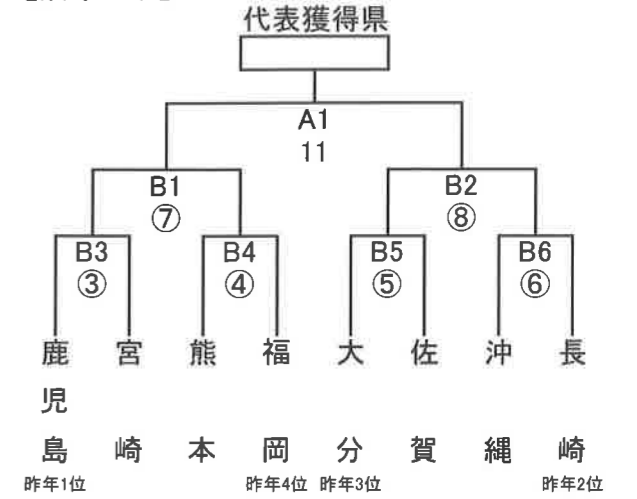 代表獲得県
A1
11
B1 B2
⑦ ⑧
B3 B4 B5 B6
③ ④ ⑤ ⑥
鹿児島 宮崎 熊本 福岡 大分 佐賀 沖縄 長崎
昨年1位 昨年4位 昨年3位 昨年2位